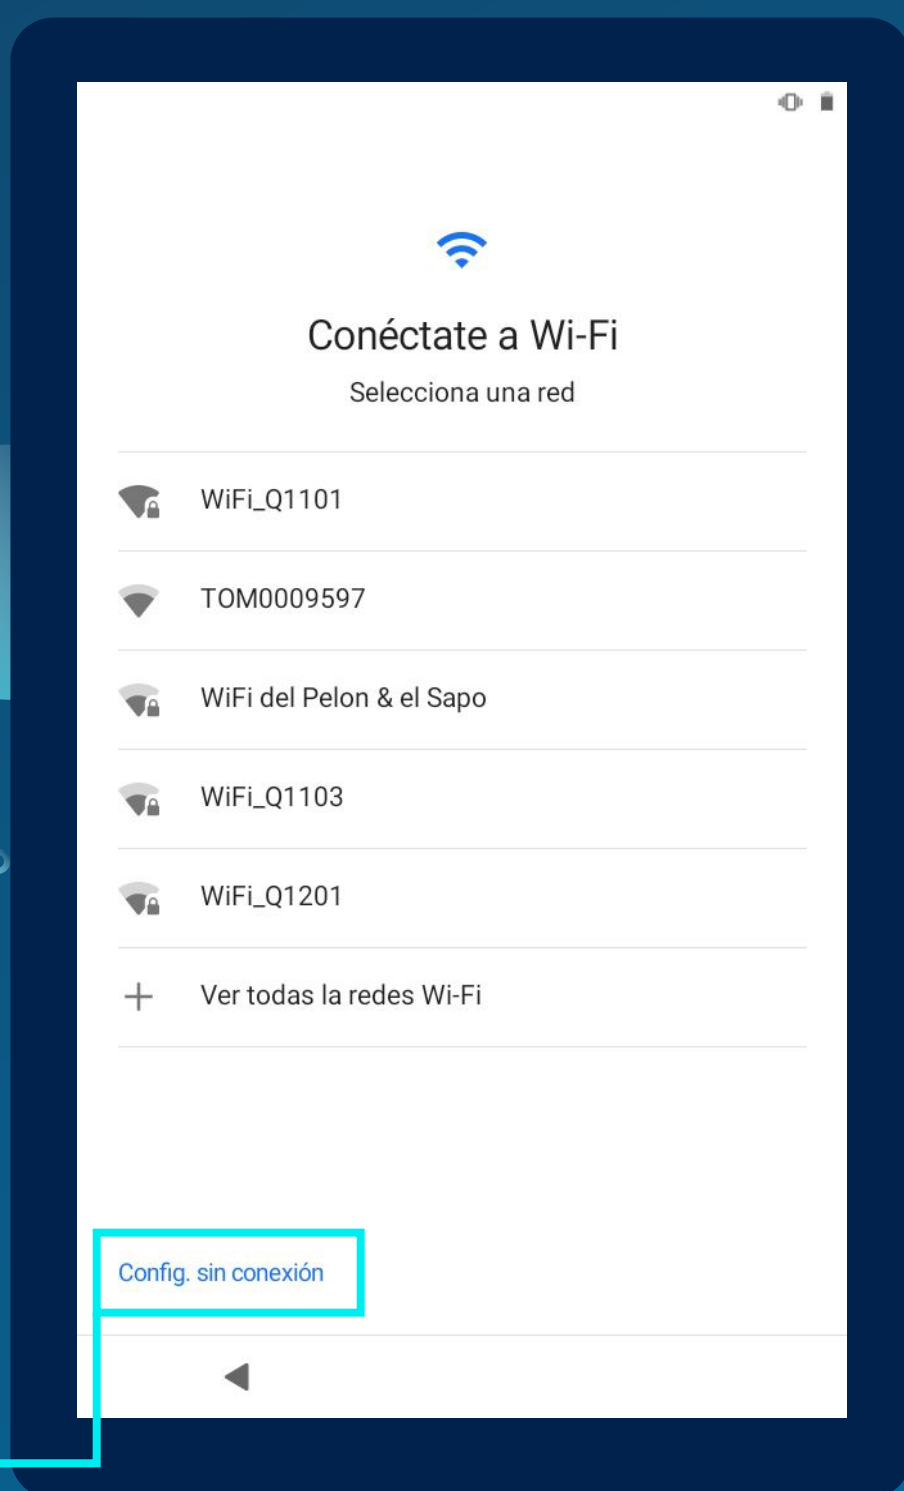 Conéctate a Wi-Fi
Selecciona una red
WiFi_Q1101
TOM0009597
WiFi del Pelon & el Sapo
WiFi_Q1103
WiFi_Q1201
Ver todas la redes Wi-Fi
Config. sin conexión